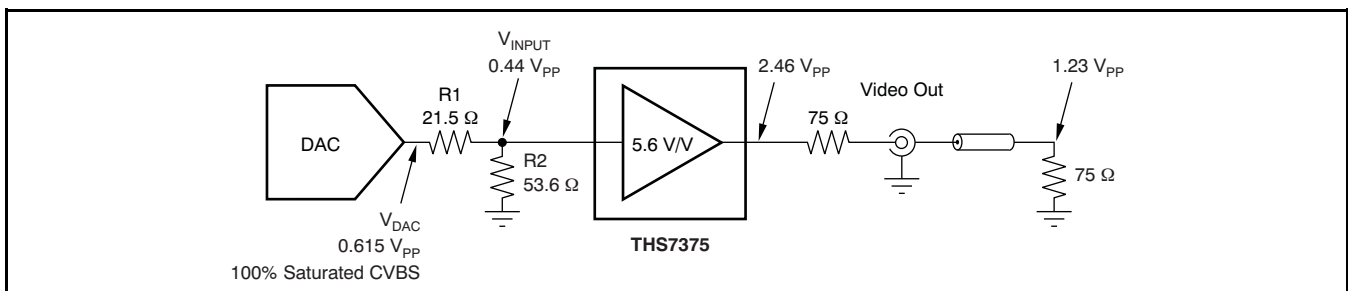 V_INPUT
0.44 V_PP
2.46 V_PP
1.23 V_PP
R1
21.5 Ω
75 Ω
Video Out
DAC
5.6 V/V
R2
53.6 Ω
75 Ω
V_DAC
0.615 V_PP
100% Saturated CVBS
THS7375